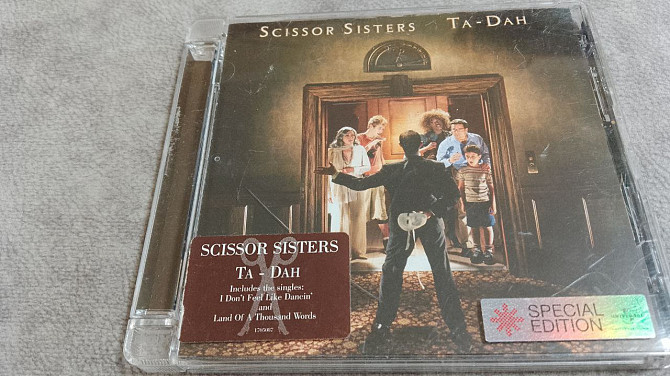 SCISSOR SISTERS TA-DAH
SCISSOR SISTERS
TA - DAH
Includes the singles;
I Don't Feel Like Dancin'
and
Land Of A Thousand Words
1705087
SPECIAL
EDITION